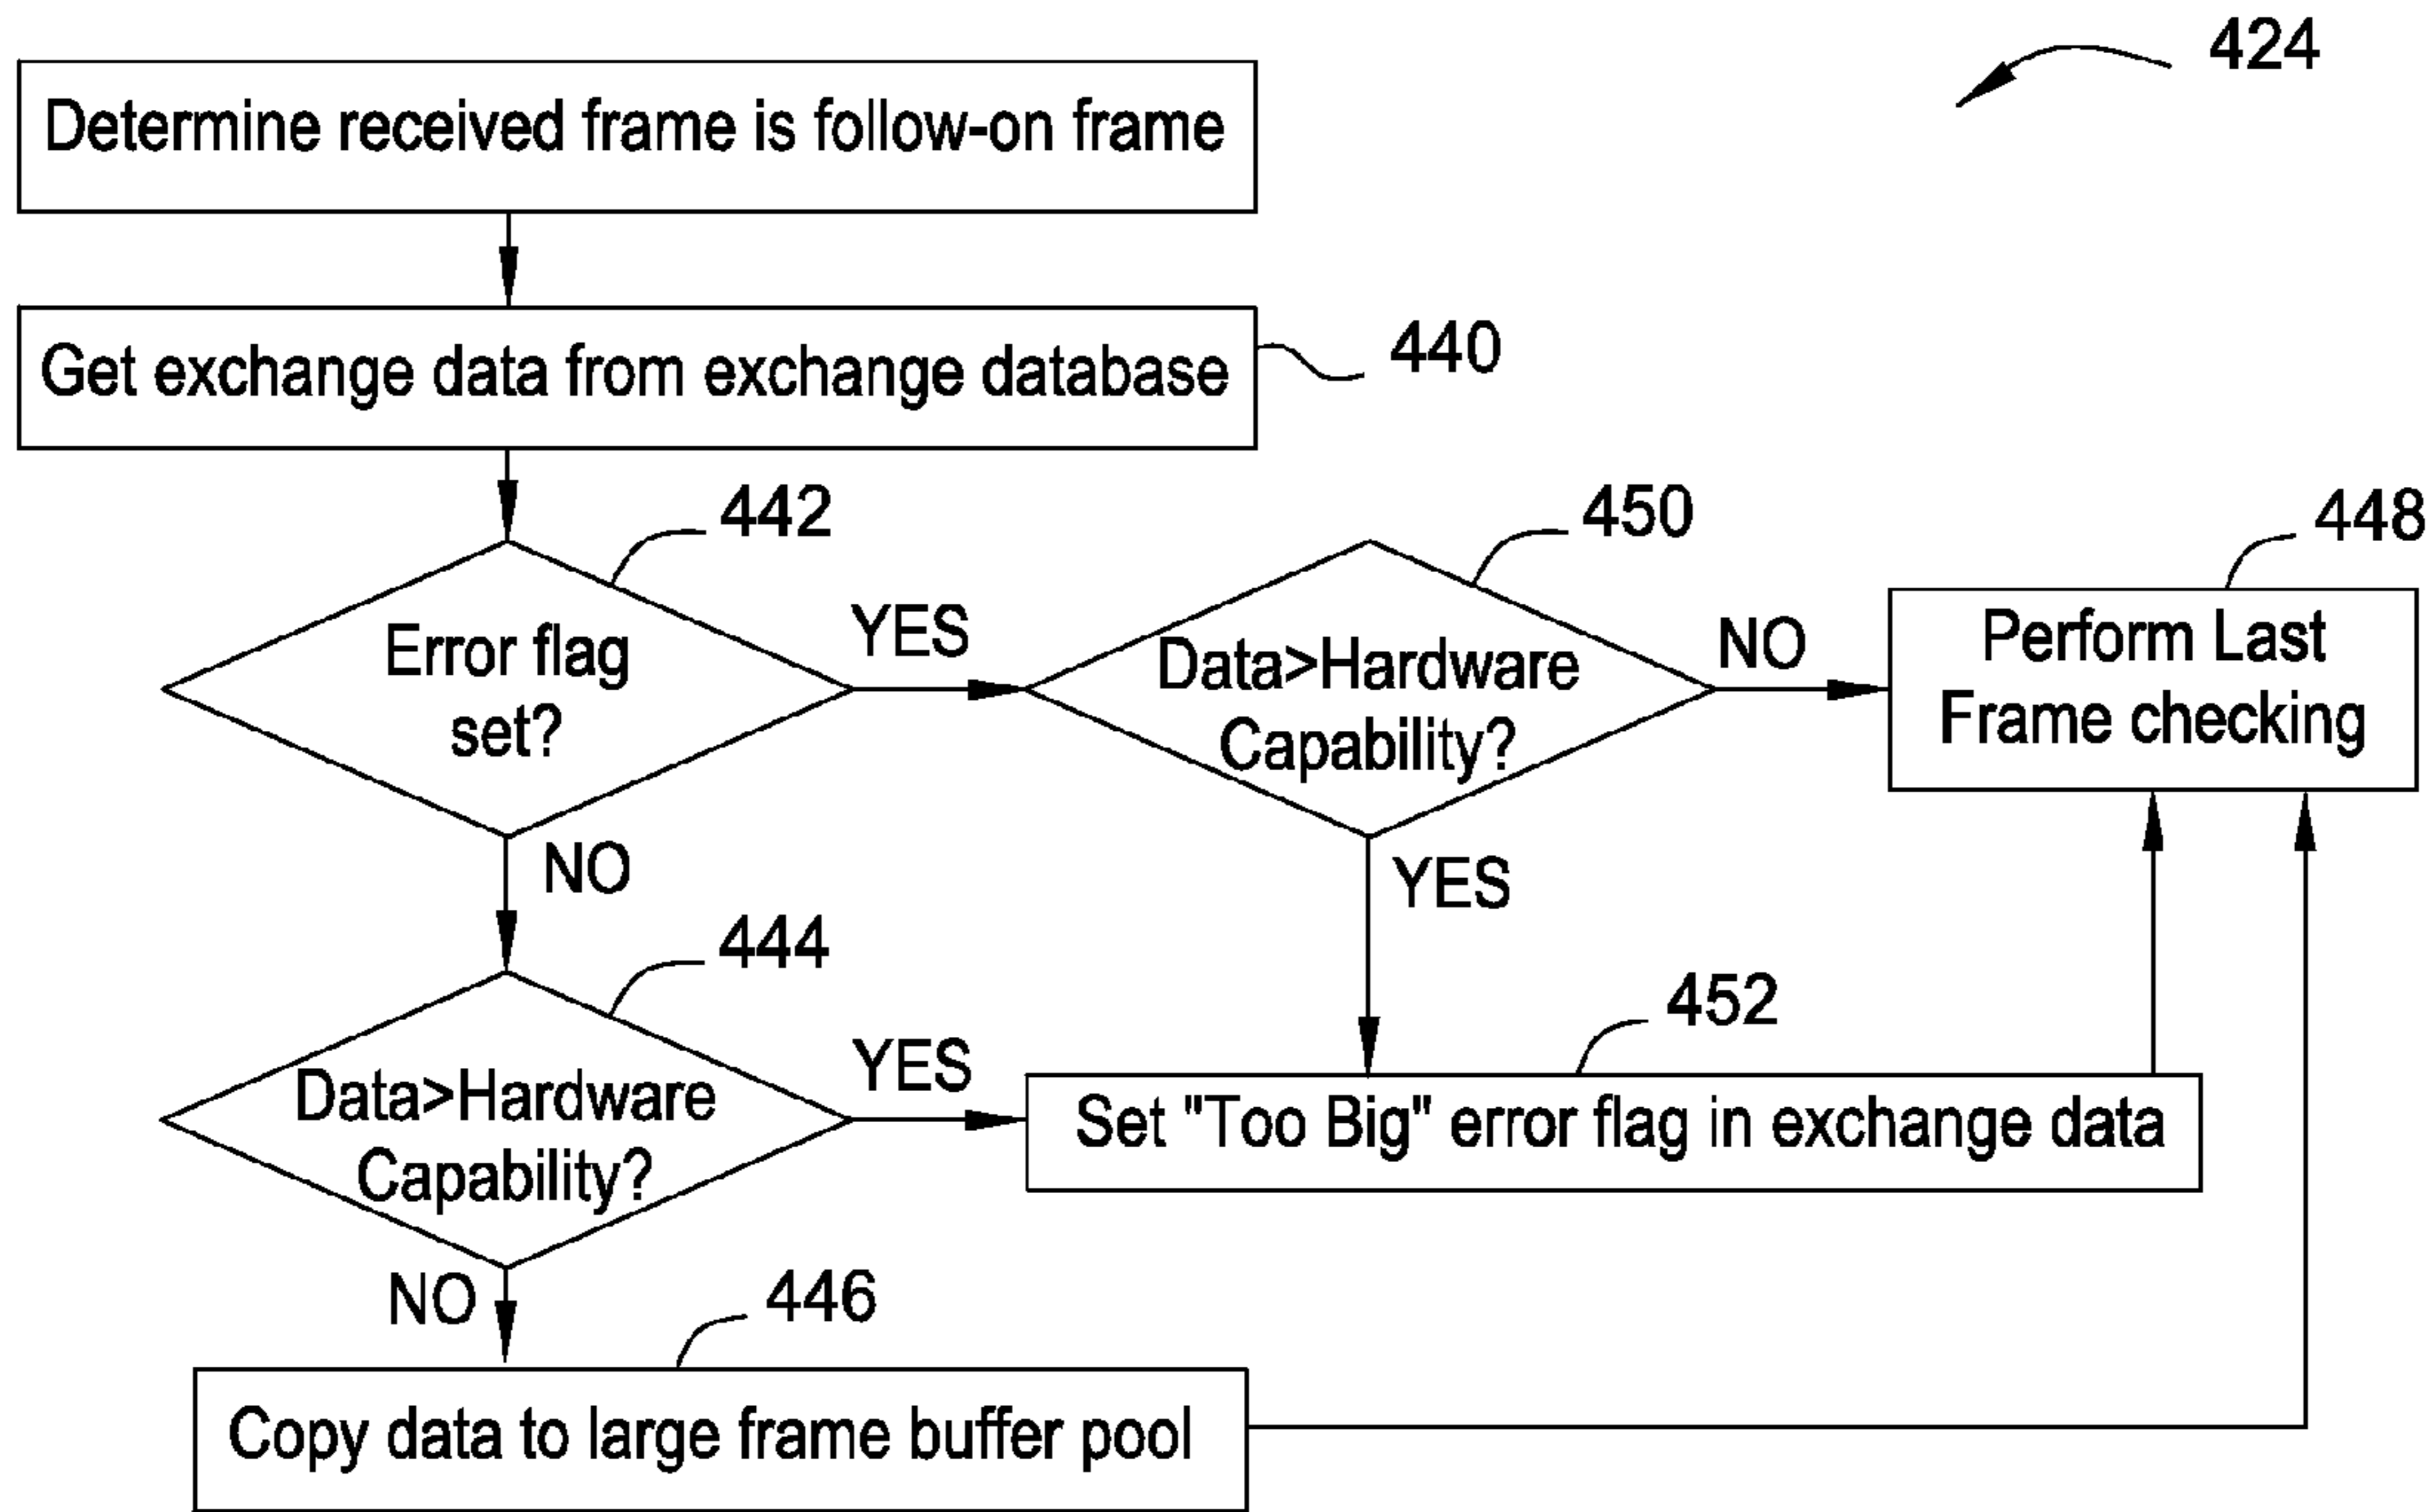 424
Determine received frame is follow-on frame
Get exchange data from exchange database
440
442
450
448
Error flag
set?
YES
Data>Hardware
Capability?
NO
Perform Last
Frame checking
NO
YES
444
452
Data>Hardware
Capability?
YES
Set "Too Big" error flag in exchange data
NO
446
Copy data to large frame buffer pool